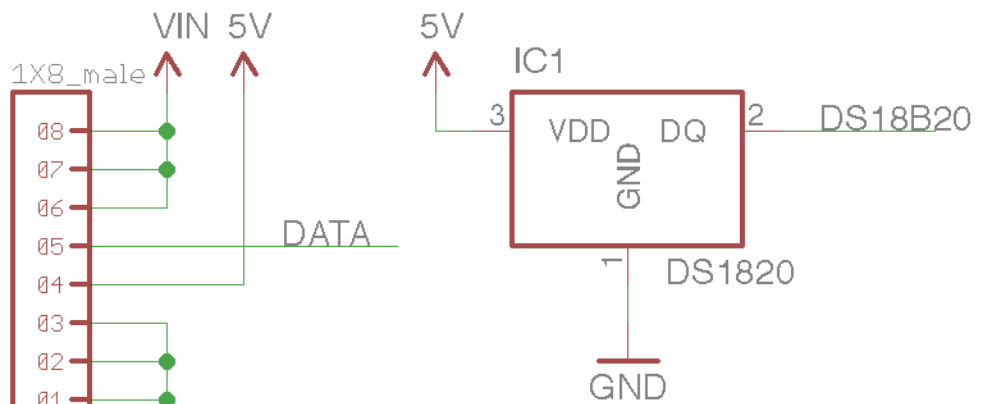 VIN 5V
1X8_male
08
07
06
05
DATA
04
03
02
01
5V
IC1
3
VDD
DQ
GND
2
DS18B20
1
DS1820
GND